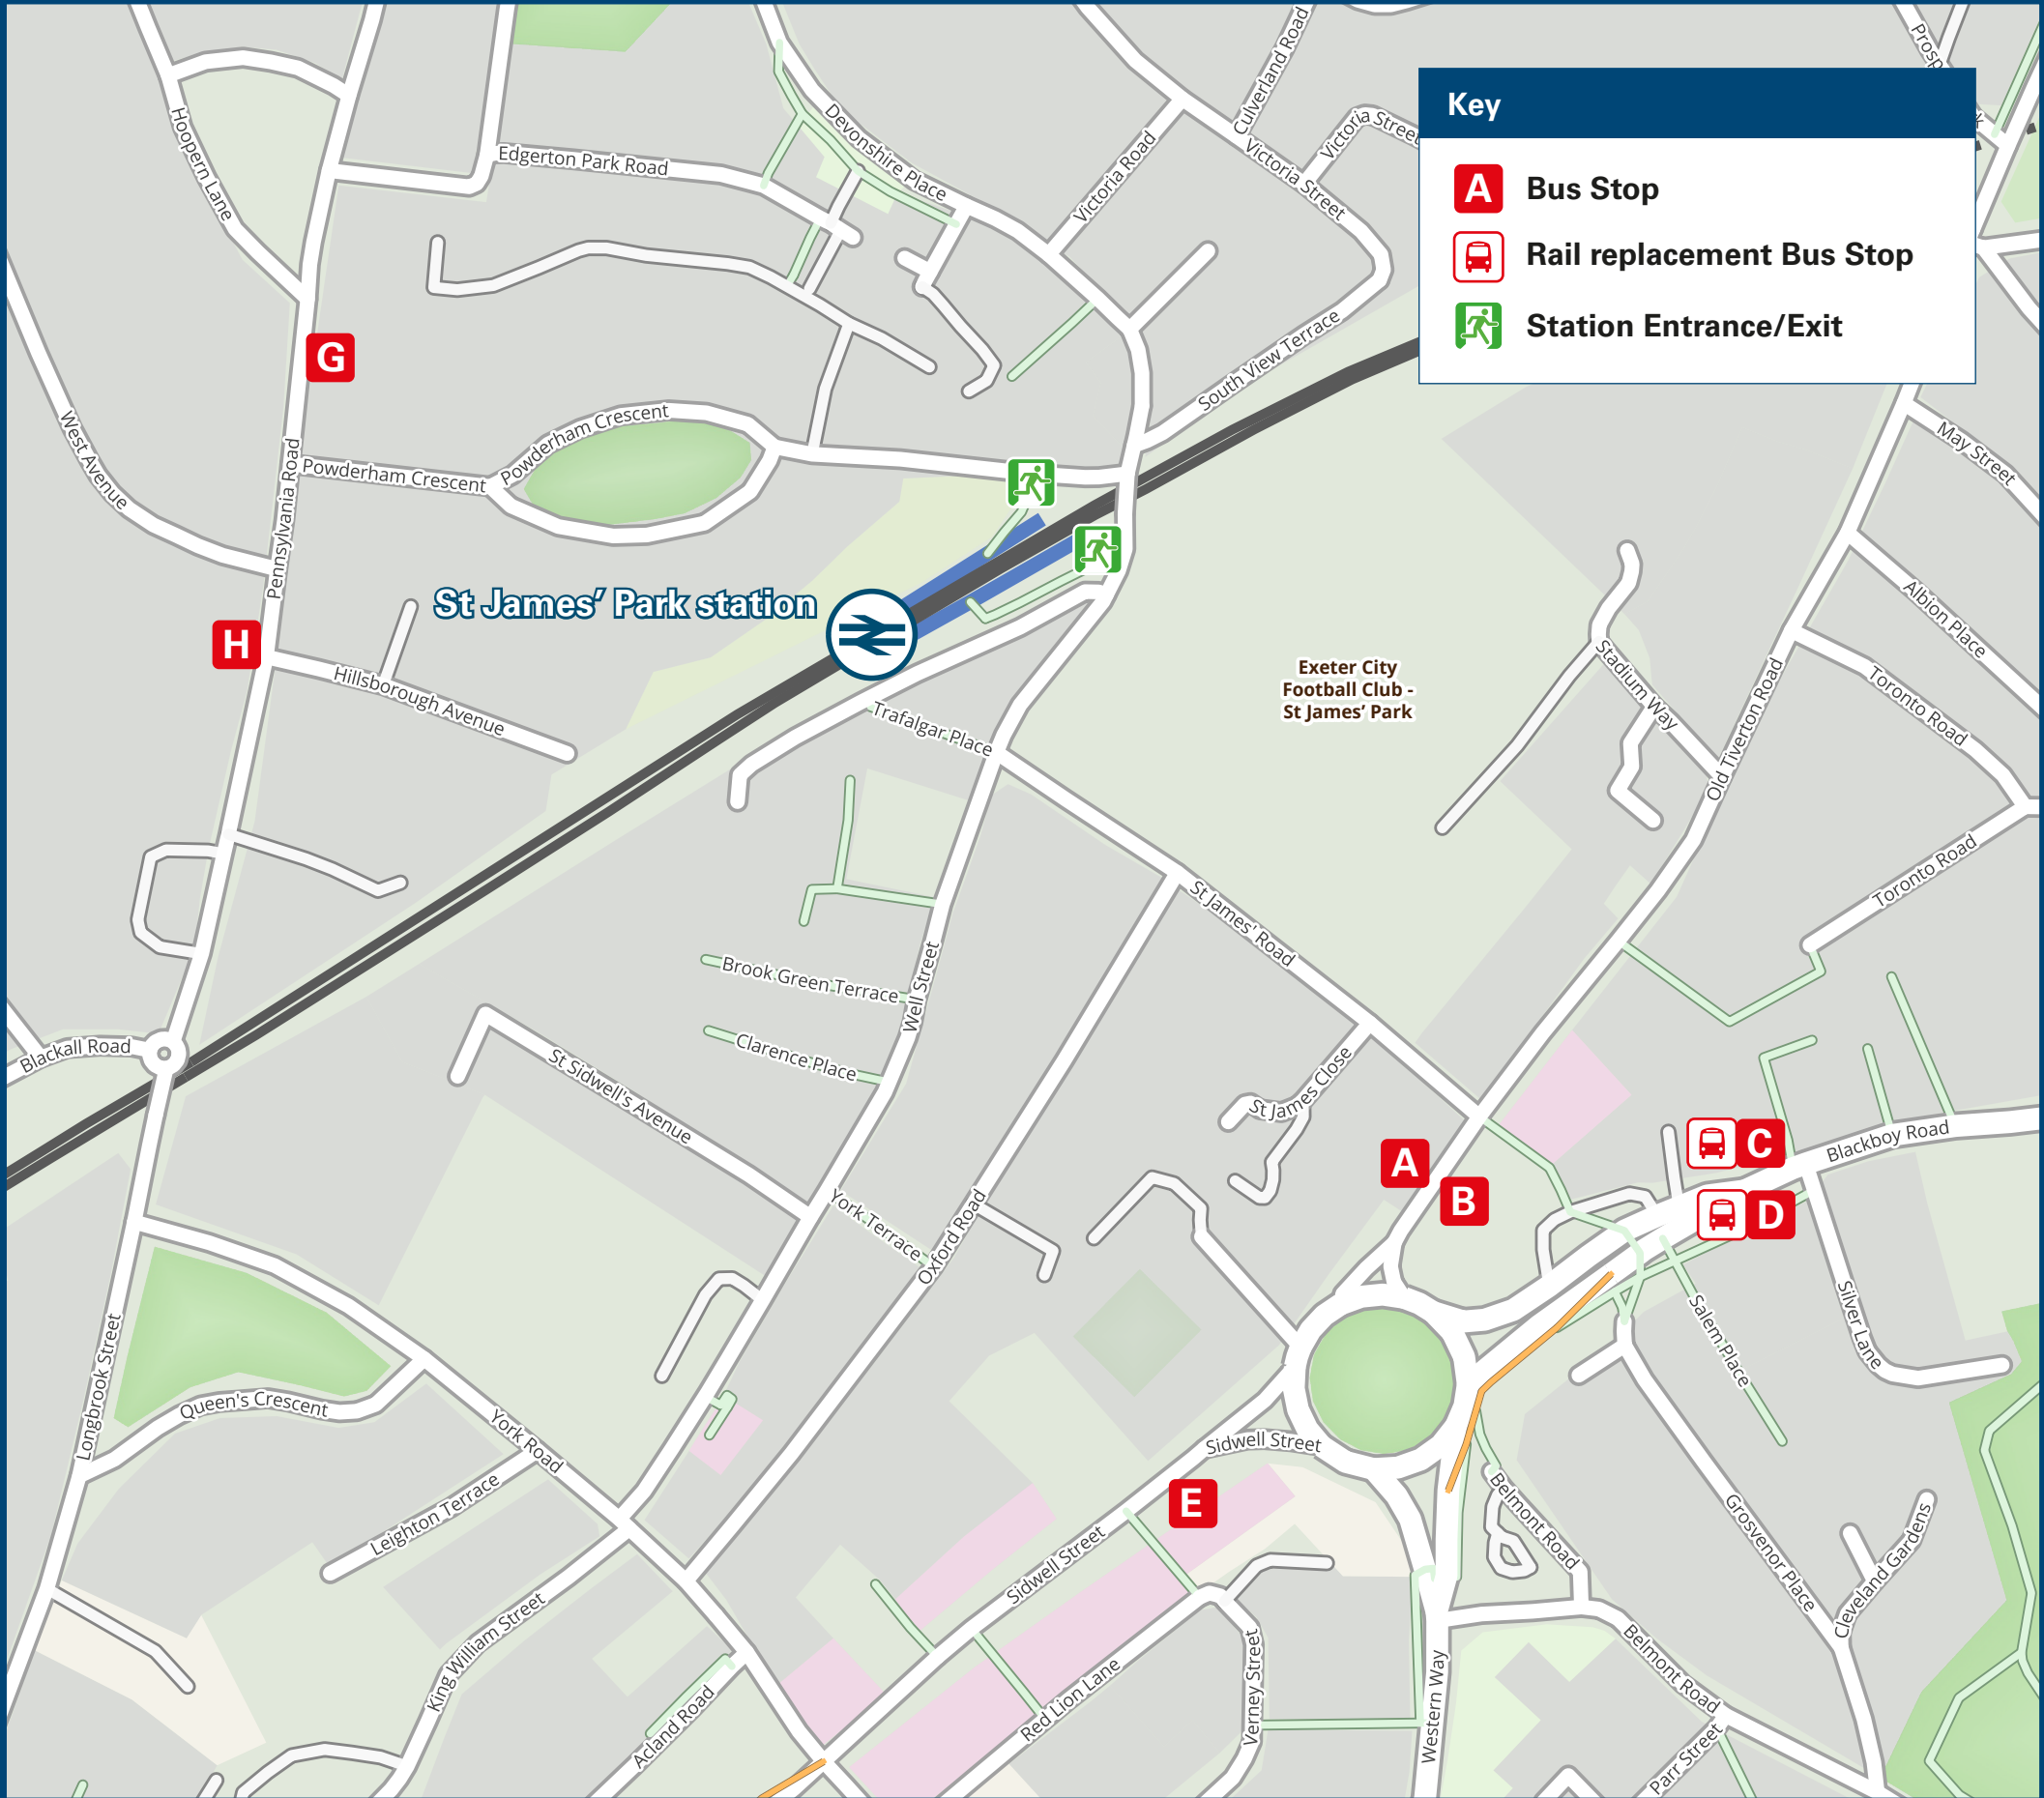 Key
A
Bus Stop
Rail replacement Bus Stop
Station Entrance/Exit
Hoopern Lane
Edgerton Park Road
Devonshire Place
Culverland Road
Victoria Road
Victoria Street
Victoria Street
South View Terrace
G
West Avenue
Powderham Crescent
Powderham Crescent
Pennsylvania Road
May Street
Albion Place
St James' Park station
H
Hillsborough Avenue
Exeter City
Football Club -
St James' Park
Stadium Way
Old Tiverton Road
Toronto Road
Toronto Road
Trafalgar Place
St James' Road
Brook Green Terrace
Well Street
Clarence Place
Blackall Road
St Sidwell's Avenue
St James Close
A
B
C
D
Blackboy Road
York Terrace
Oxford Road
Salem Place
Silver Lane
Longbrook Street
Queen's Crescent
York Road
Leighton Terrace
Sidwell Street
E
Sidwell Street
Belmont Road
Grosvenor Place
Cleveland Gardens
King William Street
Acland Road
Red Lion Lane
Verney Street
Western Way
Belmont Road
Parr Street